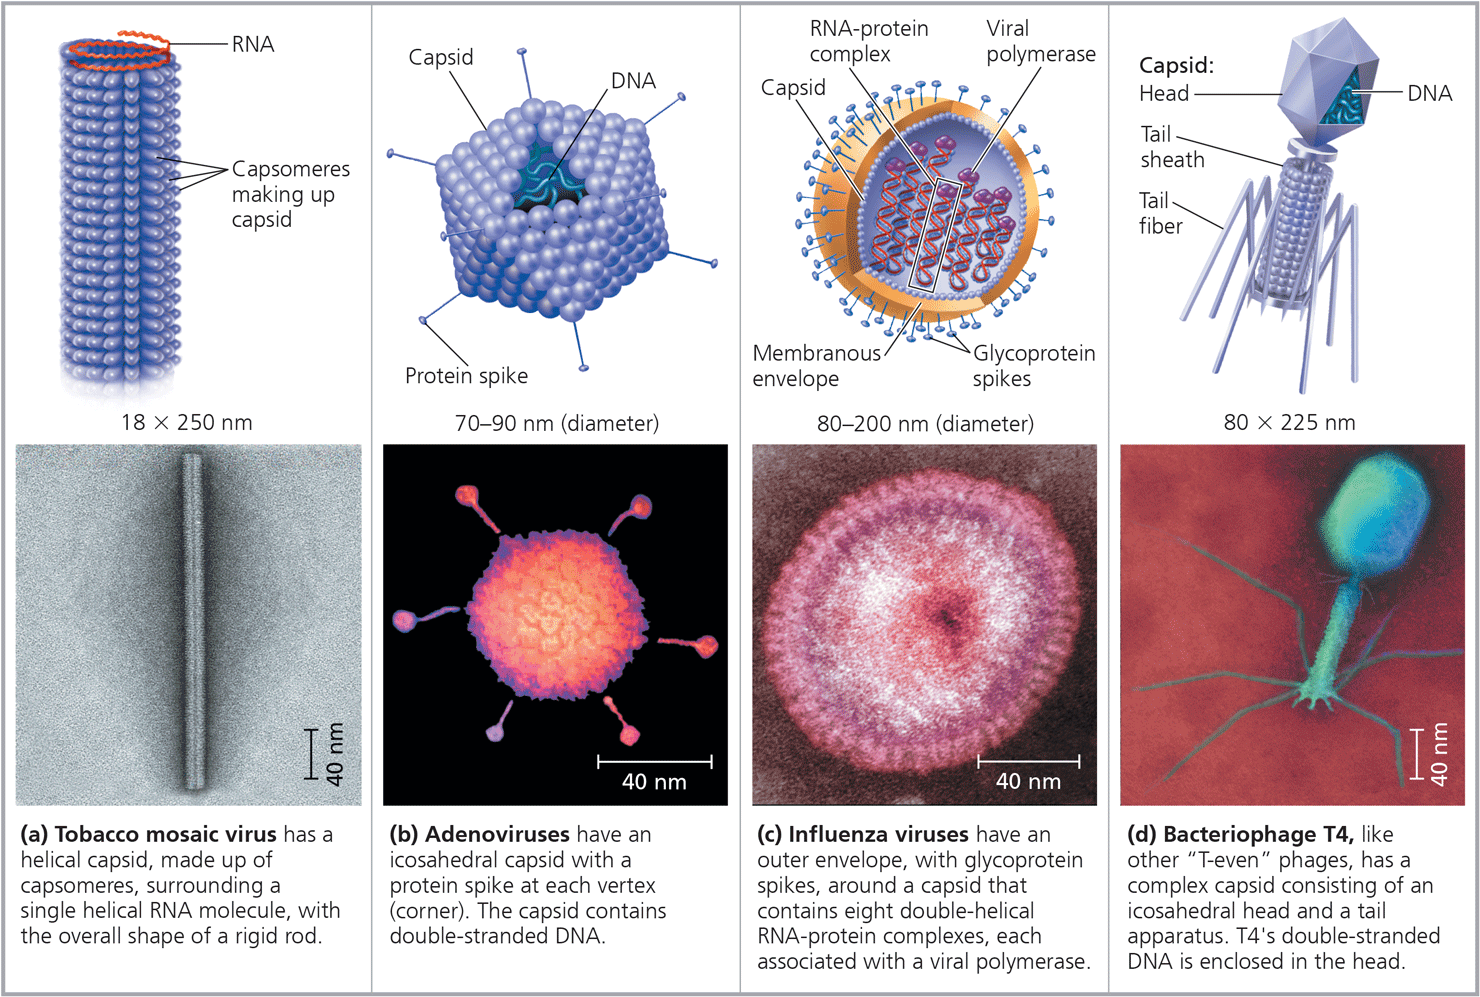 RNA
Capsomeres
making up
capsid
18 × 250 nm
40 nm
(a) Tobacco mosaic virus has a
helical capsid, made up of
capsomeres, surrounding a
single helical RNA molecule, with
the overall shape of a rigid rod.
Capsid
DNA
Protein spike
70–90 nm (diameter)
40 nm
(b) Adenoviruses have an
icosahedral capsid with a
protein spike at each vertex
(corner). The capsid contains
double-stranded DNA.
RNA-protein
complex
Viral
polymerase
Capsid
Membranous
envelope
Glycoprotein
spikes
80–200 nm (diameter)
40 nm
(c) Influenza viruses have an
outer envelope, with glycoprotein
spikes, around a capsid that
contains eight double-helical
RNA-protein complexes, each
associated with a viral polymerase.
Capsid:
Head
DNA
Tail
sheath
Tail
fiber
80 × 225 nm
40 nm
(d) Bacteriophage T4, like
other “T-even” phages, has a
complex capsid consisting of an
icosahedral head and a tail
apparatus. T4's double-stranded
DNA is enclosed in the head.